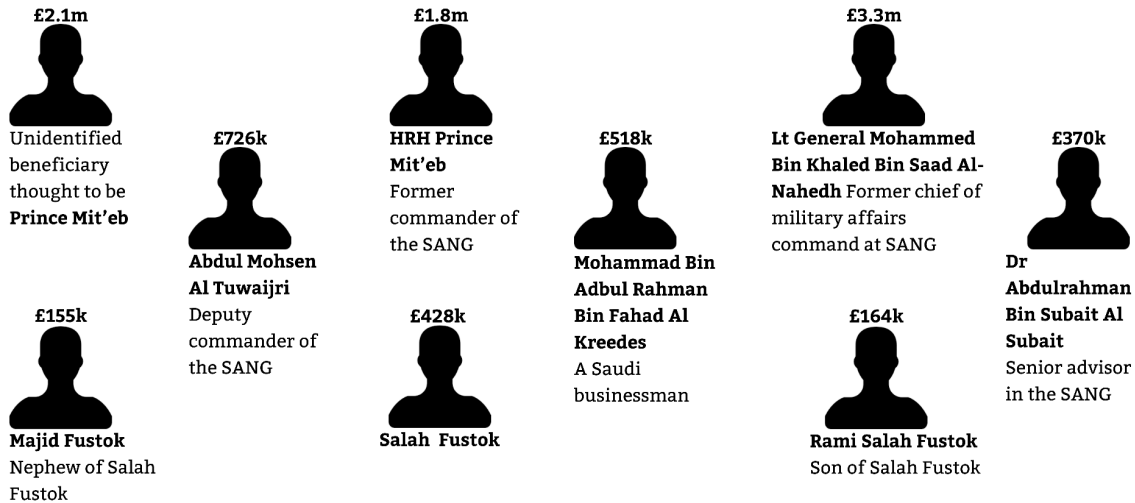 £2.1m
Unidentified
beneficiary
thought to be
Prince Mit’eb
£726k
Abdul Mohsen
Al Tuwaijri
Deputy
commander of
the SANG
£1.8m
HRH Prince
Mit’eb
Former
commander of
the SANG
£518k
Mohammad Bin
Adbul Rahman
Bin Fahad Al
Kreedes
A Saudi
businessman
£3.3m
Lt General Mohammed
Bin Khaled Bin Saad Al-
Nahedh Former chief of
military affairs
command at SANG
£370k
Dr
Abdulrahman
Bin Subait Al
Subait
Senior advisor
in the SANG
£155k
Majid Fustok
Nephew of Salah
Fustok
£428k
Salah Fustok
£164k
Rami Salah Fustok
Son of Salah Fustok